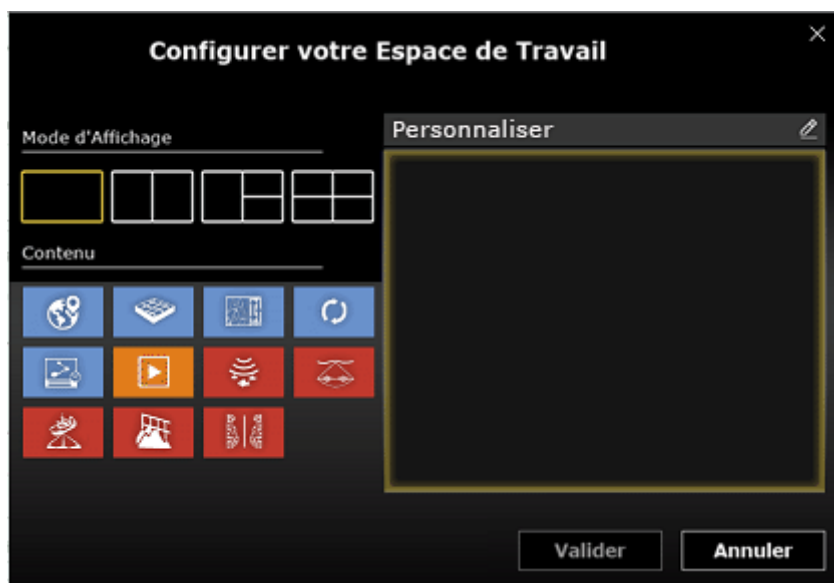 Configurer votre Espace de Travail
Mode d'Affichage
Personnaliser
Contenu
Valider
Annuler